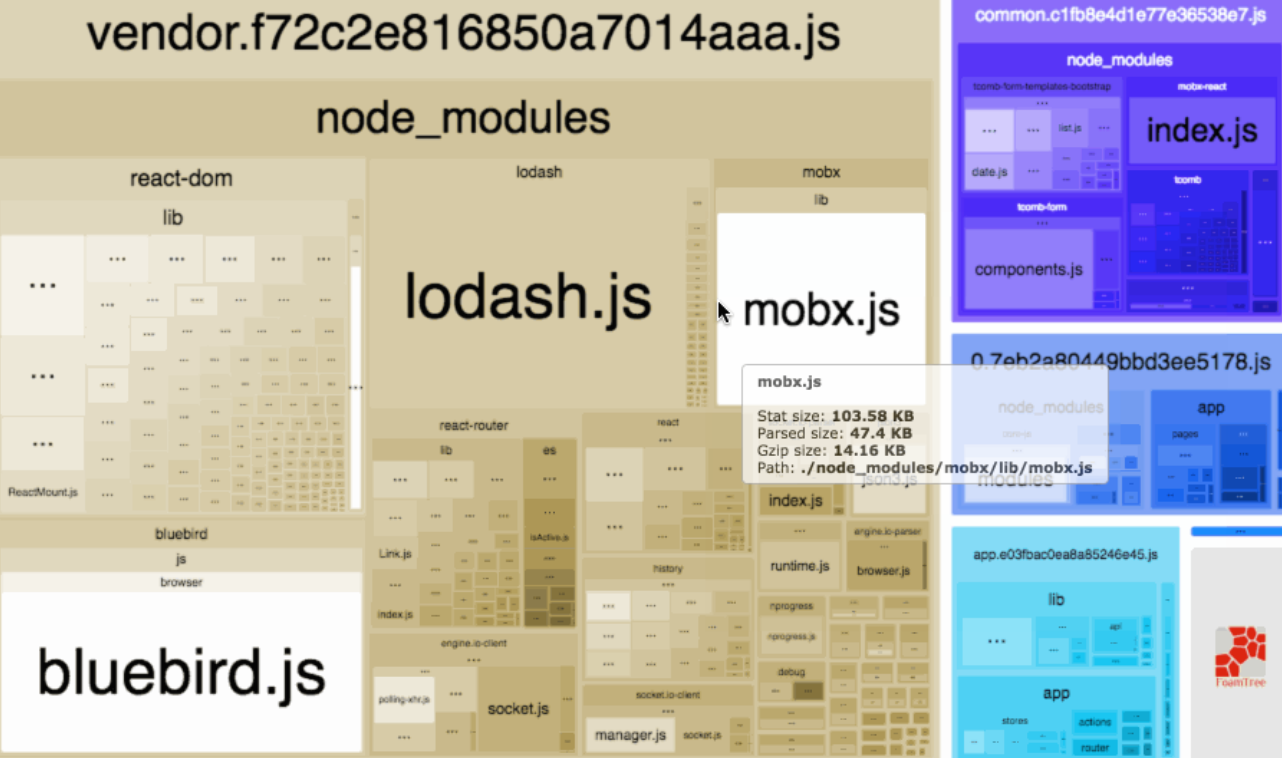 vendor.f72c2e816850a7014aaa.js
node_modules
react-dom
lib
ReactMount.js
bluebird
js
browser
bluebird.js
lodash
lodash.js
mobx
lib
mobx.js
mobx.js
Stat size: 103.58 KB
Parsed size: 47.4 KB
Gzip size: 14.16 KB
Path: ./node_modules/mobx/lib/mobx.js
react-router
lib
es
Link.js
index.js
isActive.js
engine.io-client
polling-xhr.js
socket.js
react
history
socket.io-client
manager.js
socket.js
index.js
json3.js
runtime.js
engine.io-parser
browser.js
nprogress
nprogress.js
debug
common.c1fb8e4d1e77e36538e7.js
node_modules
tcomb-form-templates-bootstrap
list.js
date.js
mobx-react
index.js
tcomb
tcomb-form
components.js
0.7eb2a80449bbd3ee5178.js
node_modules
core-js
modules
app
pages
app.e03fbac0ea8a85246e45.js
lib
api
app
stores
actions
router
FoamTree